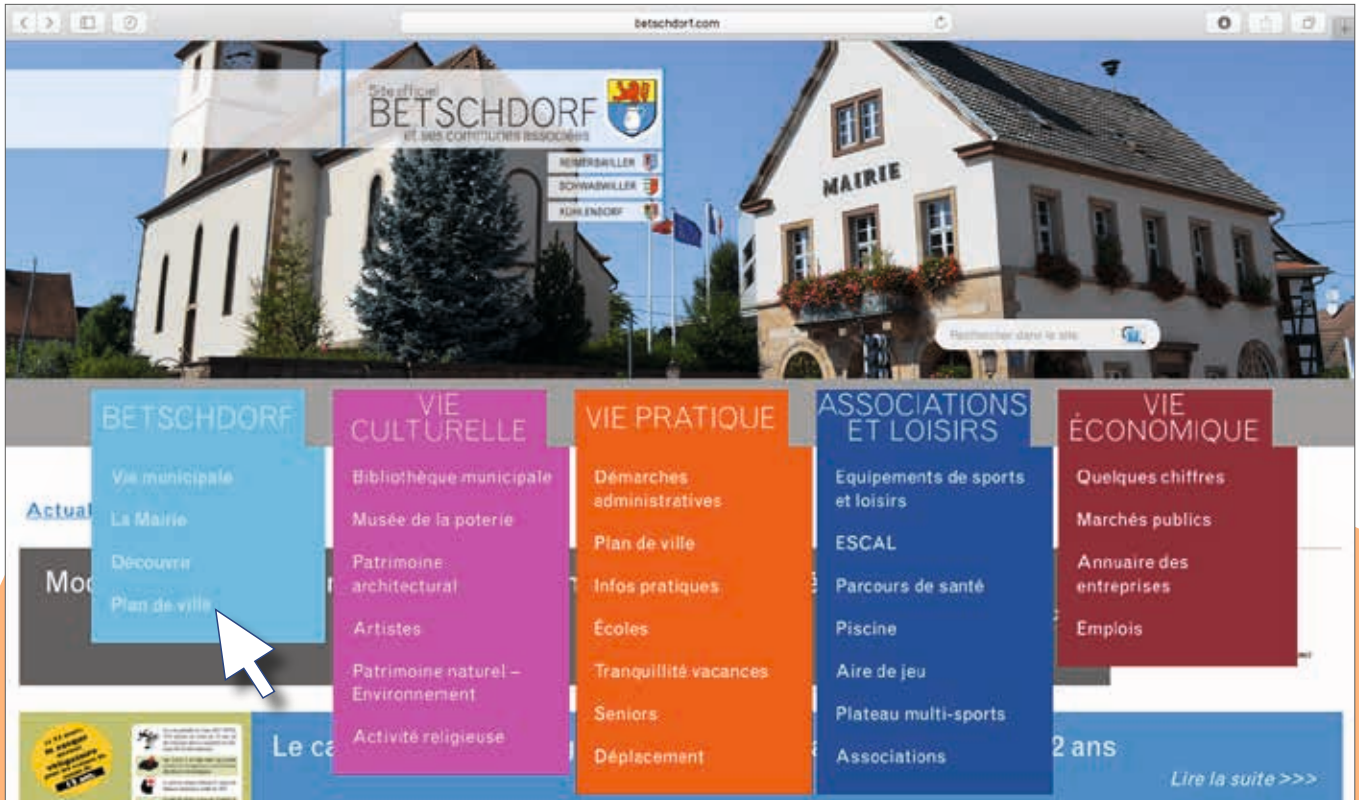 betschdorf.com
Site officiel
BETSCHDORF
et ses communes associées
REIMERSWILLER
SCHWABWILLER
KUHLENDORF
MAIRIE
Rechercher dans le site
BETSCHDORF
Vie municipale
La Mairie
Découvrir
Plan de ville
VIE
CULTURELLE
Bibliothèque municipale
Musée de la poterie
Patrimoine
architectural
Artistes
Patrimoine naturel –
Environnement
Activité religieuse
VIE PRATIQUE
Démarches
administratives
Plan de ville
Infos pratiques
Écoles
Tranquillité vacances
Seniors
Déplacement
ASSOCIATIONS
ET LOISIRS
Equipements de sports
et loisirs
ESCAL
Parcours de santé
Piscine
Aire de jeu
Plateau multi-sports
Associations
VIE
ÉCONOMIQUE
Quelques chiffres
Marchés publics
Annuaire des
entreprises
Emplois
Actual
Mod
Le ca
2 ans
Lire la suite >>>